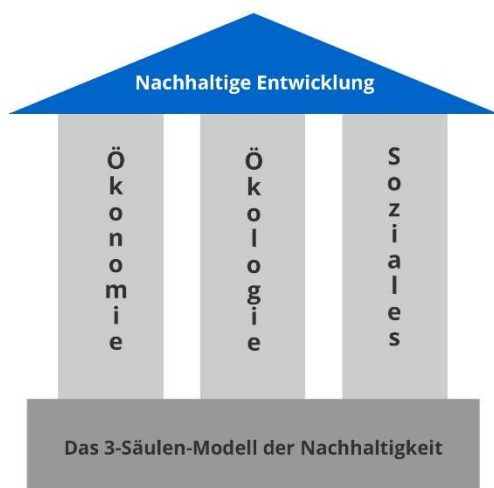 Nachhaltige Entwicklung
Ökonomie
Ökologie
Soziales
Das 3-Säulen-Modell der Nachhaltigkeit